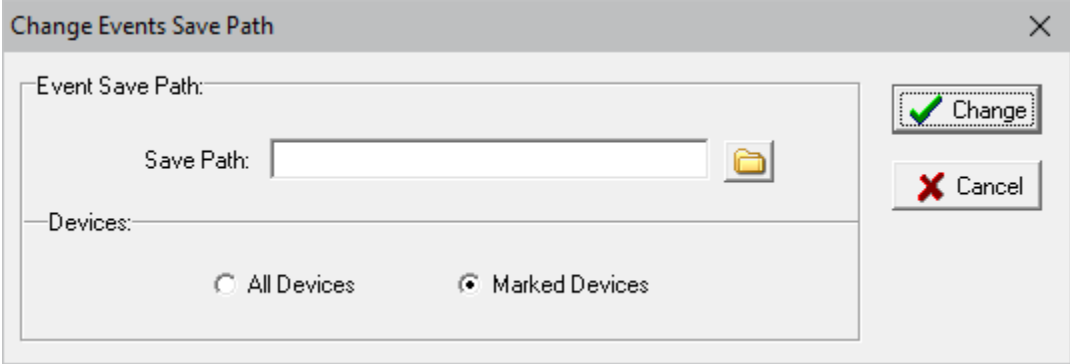 Change Events Save Path
Event Save Path:
Change
Save Path:
Cancel
Devices:
All Devices Marked Devices